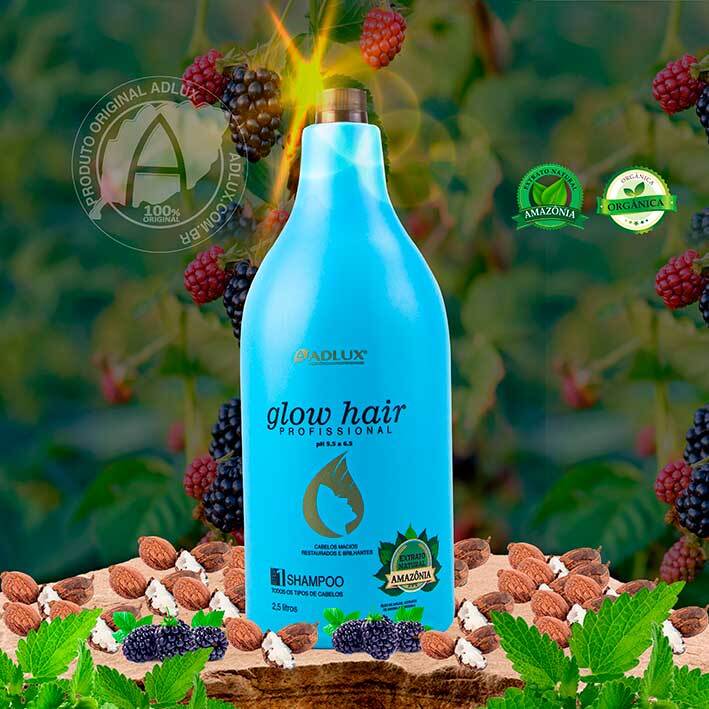 PRODUTO ORIGINAL ADLUX
A
100%
ORIGINAL
ADLUX.COM.BR
EXTRATO NATURAL
AMAZÔNIA
ORGÂNICA
ORGÂNICA
ADLUX®
glow hair
PROFISSIONAL
pH 5.5 a 6.5
CABELOS MACIOS
RESTAURADOS E BRILHANTES
1 SHAMPOO
TODOS OS TIPOS DE CABELOS
2,5 litros
EXTRATO
NATURAL
AMAZÔNIA